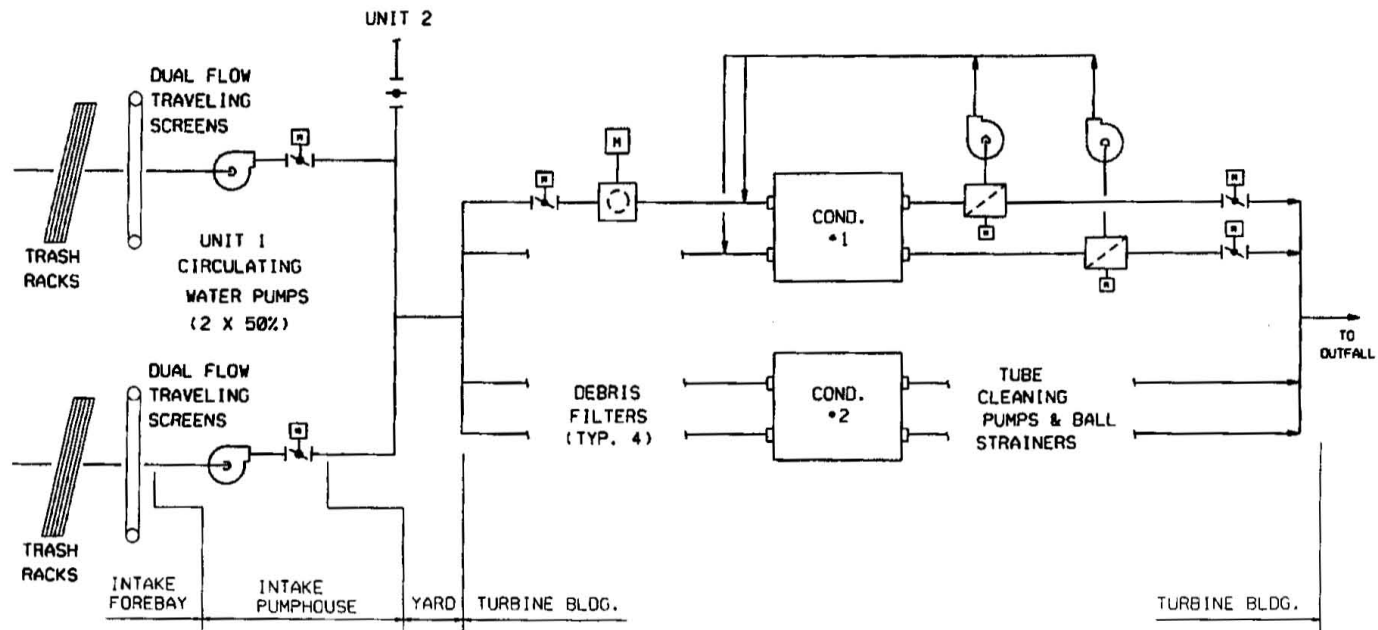 UNIT 2
DUAL FLOW
TRAVELING
SCREENS
M
TRASH
RACKS
UNIT 1
CIRCULATING
WATER PUMPS
(2 X 50%)
M
M
COND.
•1
M
M
M
M
TO
OUTFALL
DUAL FLOW
TRAVELING
SCREENS
M
TRASH
RACKS
DEBRIS
FILTERS
(TYP. 4)
COND.
•2
TUBE
CLEANING
PUMPS & BALL
STRAINERS
INTAKE
FOREBAY
INTAKE
PUMPHOUSE
YARD
TURBINE BLDG.
TURBINE BLDG.